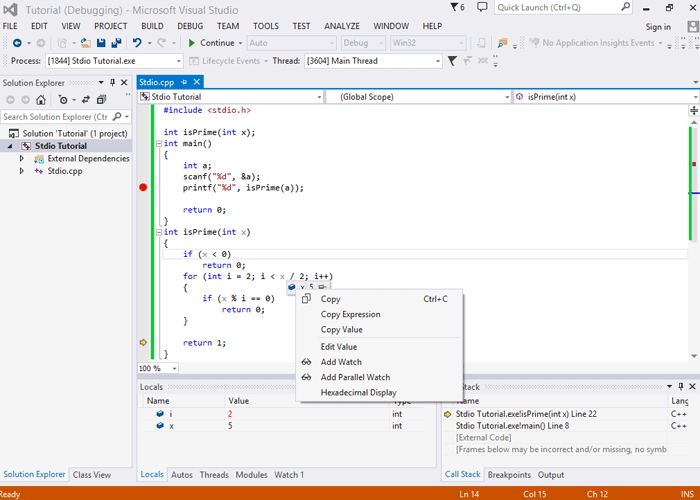 Tutorial (Debugging) - Microsoft Visual Studio
6
Quick Launch (Ctrl+Q)
FILE EDIT VIEW PROJECT BUILD DEBUG TEAM TOOLS TEST ANALYZE WINDOW HELP
Sign in
Continue Auto Debug Win32 No Application Insights Events
Process: [1844] Stdio Tutorial.exe Lifecycle Events Thread: [3604] Main Thread
Solution Explorer
Search Solution Explorer (Ctr
Solution 'Tutorial' (1 project)
Stdio Tutorial
External Dependencies
Stdio.cpp
Stdio.cpp
Stdio Tutorial (Global Scope) isPrime(int x)
#include <stdio.h>
int isPrime(int x);
int main()
{
int a;
scanf("%d", &a);
printf("%d", isPrime(a));
return 0;
}
int isPrime(int x)
{
if (x < 0)
return 0;
for (int i = 2; i < x / 2; i++)
{
x 5
if (x % i == 0)
return 0;
}
return 1;
}
Copy Ctrl+C
Copy Expression
Copy Value
Edit Value
Add Watch
Add Parallel Watch
Hexadecimal Display
100 %
Locals
Name Value Type
i 2 int
x 5 int
Stack
Name Lang
Stdio Tutorial.exe!isPrime(int x) Line 22 C++
Stdio Tutorial.exe!main() Line 8 C++
[External Code]
[Frames below may be incorrect and/or missing, no symb
Solution Explorer Class View
Locals Autos Threads Modules Watch 1
Call Stack Breakpoints Output
Ln 14 Col 15 Ch 12 INS